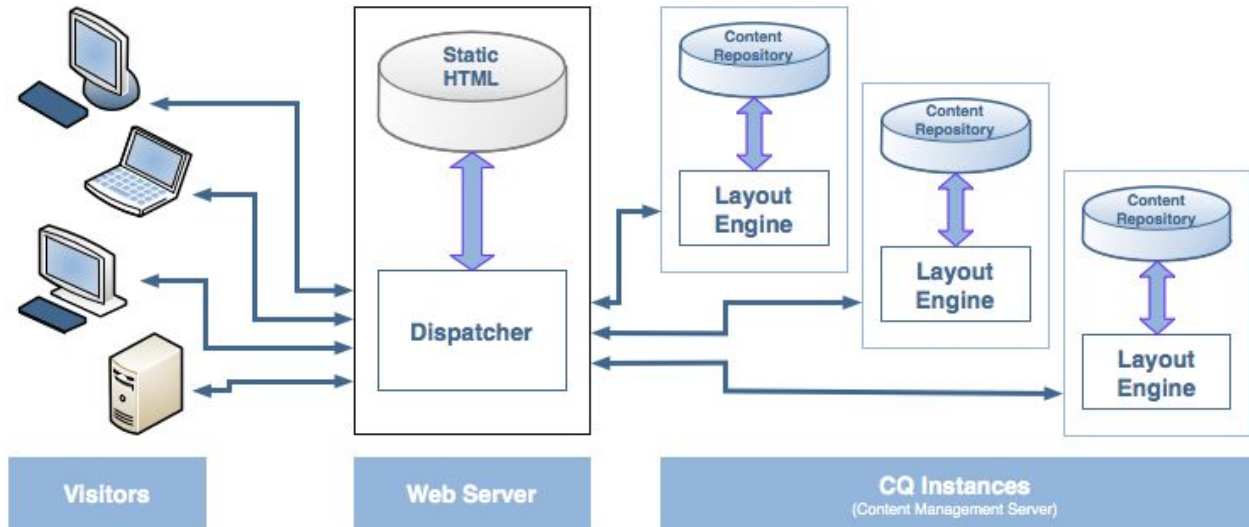 Static
HTML
Dispatcher
Content
Repository
Layout
Engine
Content
Repository
Layout
Engine
Content
Repository
Layout
Engine
Visitors
Web Server
CQ Instances
(Content Management Server)